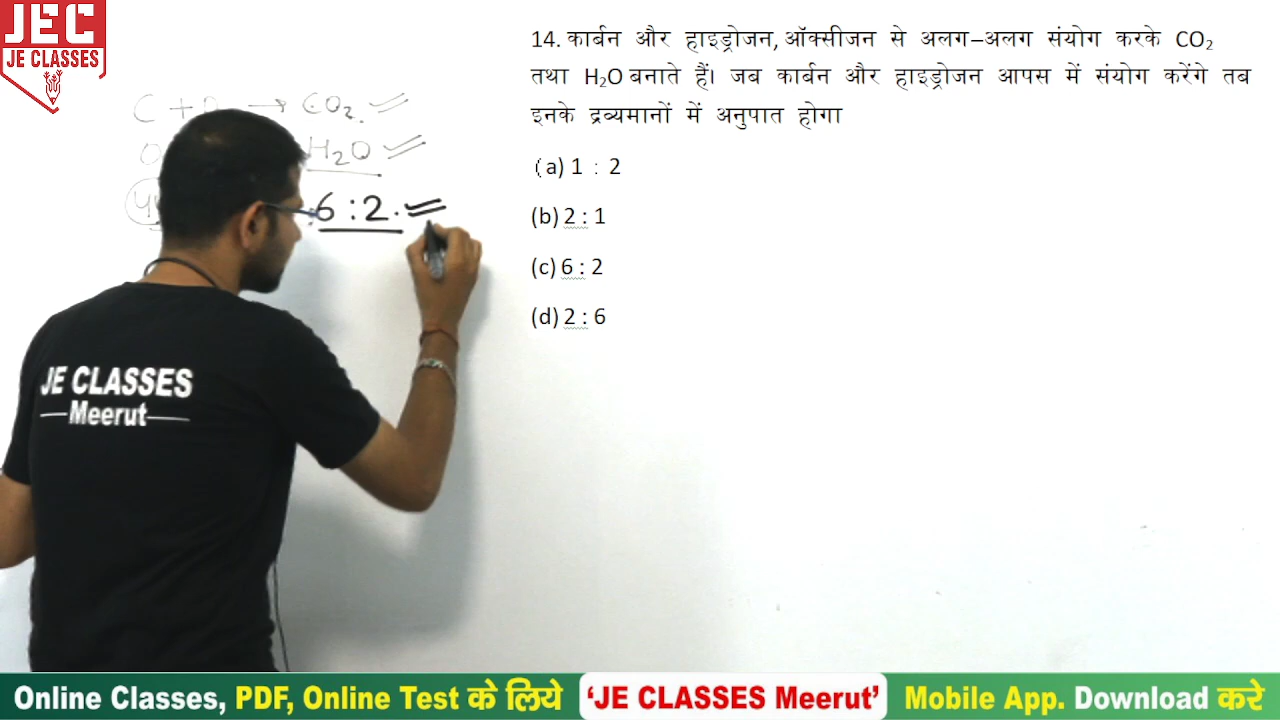 JEC
JE CLASSES
14. कार्बन और हाइड्रोजन, ऑक्सीजन से अलग–अलग संयोग करके CO₂
तथा H₂O बनाते हैं। जब कार्बन और हाइड्रोजन आपस में संयोग करेंगे तब
इनके द्रव्यमानों में अनुपात होगा
(a) 1 : 2
(b) 2 : 1
(c) 6 : 2
(d) 2 : 6
C + → CO₂
H₂O
6 : 2
JE CLASSES
Meerut
Online Classes, PDF, Online Test के लिये 'JE CLASSES Meerut' Mobile App. Download करे